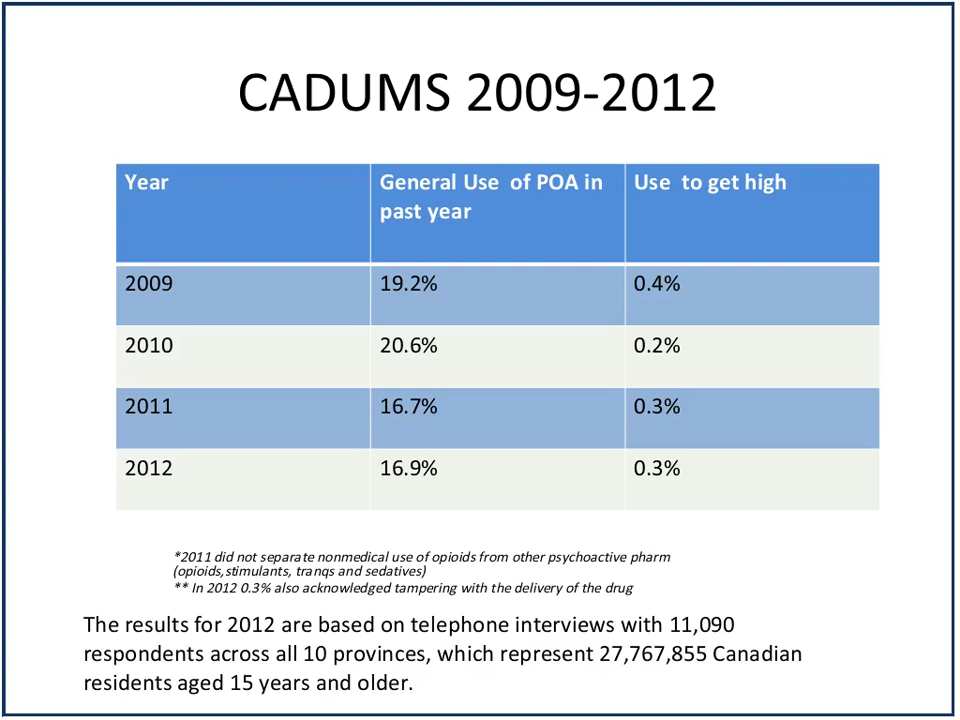 CADUMS 2009-2012
Year General Use of POA in past year Use to get high
2009 19.2% 0.4%
2010 20.6% 0.2%
2011 16.7% 0.3%
2012 16.9% 0.3%
*2011 did not separate nonmedical use of opioids from other psychoactive pharm
(opioids,stimulants, tranqs and sedatives)
** In 2012 0.3% also acknowledged tampering with the delivery of the drug
The results for 2012 are based on telephone interviews with 11,090
respondents across all 10 provinces, which represent 27,767,855 Canadian
residents aged 15 years and older.